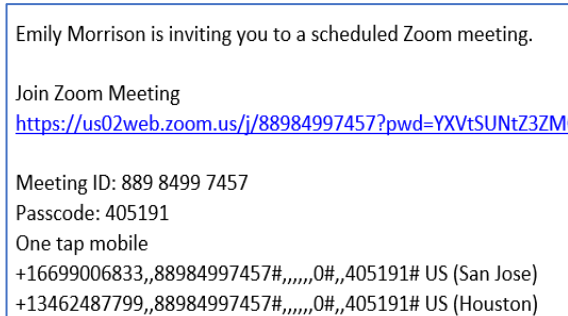 Emily Morrison is inviting you to a scheduled Zoom meeting.
Join Zoom Meeting
https://us02web.zoom.us/j/88984997457?pwd=YXVtSUNtZ3ZM
Meeting ID: 889 8499 7457
Passcode: 405191
One tap mobile
+16699006833,,88984997457#,,,,,,0#,,405191# US (San Jose)
+13462487799,,88984997457#,,,,,,0#,,405191# US (Houston)